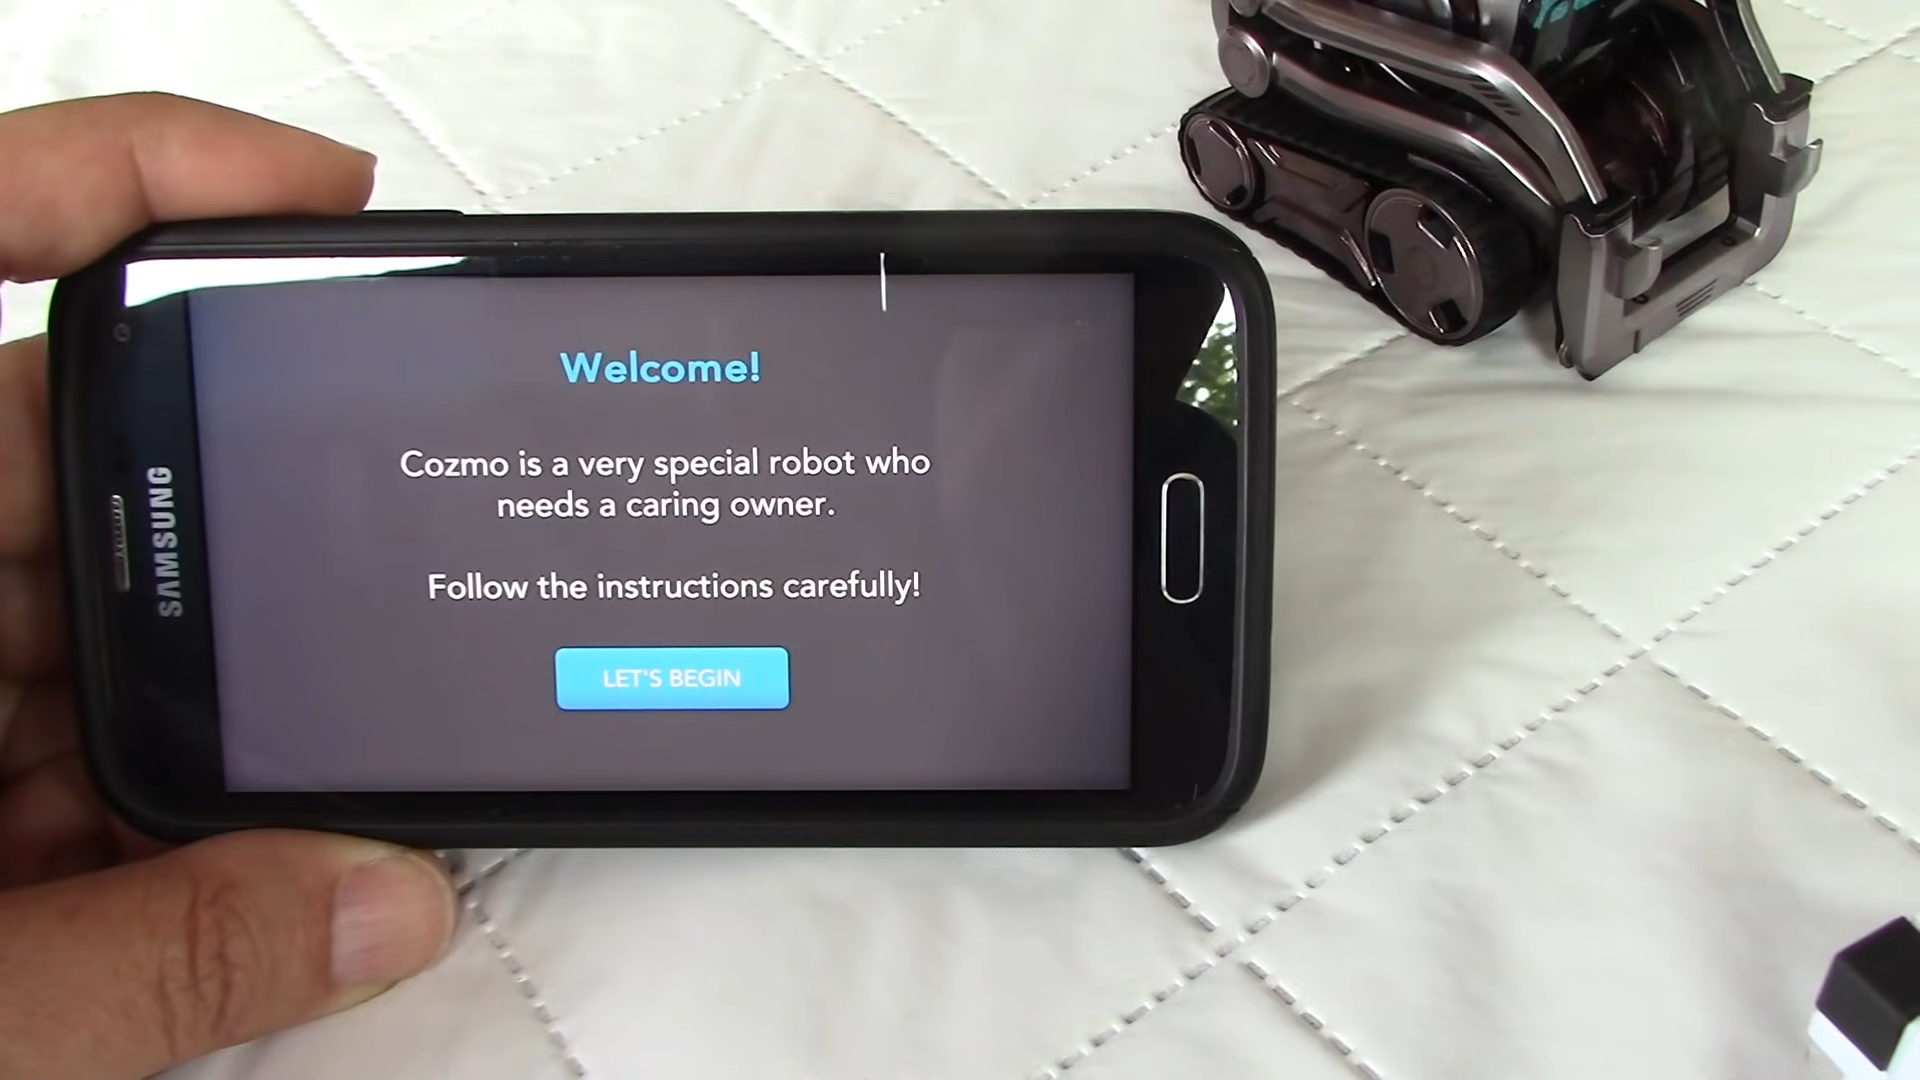 Welcome!
Cozmo is a very special robot who
needs a caring owner.
Follow the instructions carefully!
LET'S BEGIN
SAMSUNG